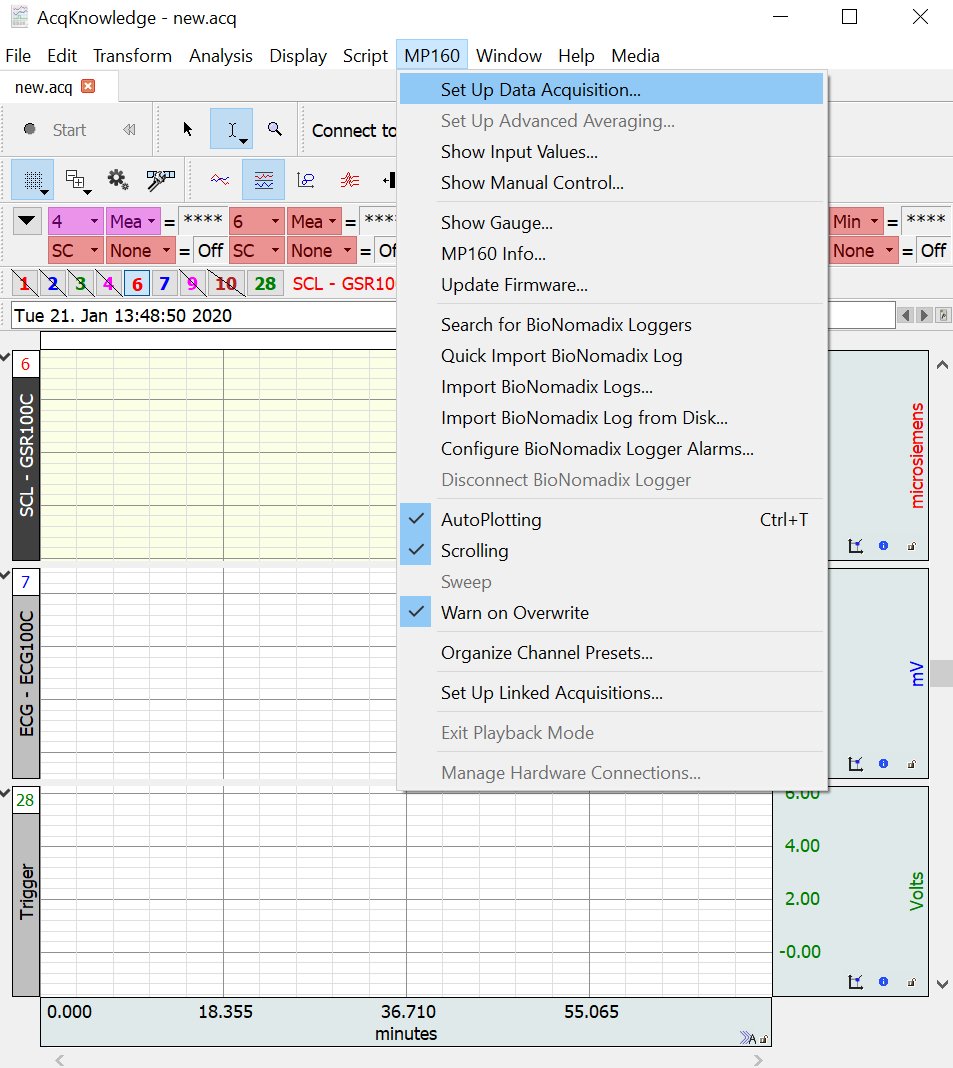 AcqKnowledge - new.acq
File Edit Transform Analysis Display Script MP160 Window Help Media
new.acq
Start
Connect to
4 Mea = **** 6 Mea = *** Min = ****
SC None = Off SC None = Of None = Off
1 2 3 4 6 7 9 10 28 SCL - GSR10
Tue 21. Jan 13:48:50 2020
Set Up Data Acquisition...
Set Up Advanced Averaging...
Show Input Values...
Show Manual Control...
Show Gauge...
MP160 Info...
Update Firmware...
Search for BioNomadix Loggers
Quick Import BioNomadix Log
Import BioNomadix Logs...
Import BioNomadix Log from Disk...
Configure BioNomadix Logger Alarms...
Disconnect BioNomadix Logger
AutoPlotting Ctrl+T
Scrolling
Sweep
Warn on Overwrite
Organize Channel Presets...
Set Up Linked Acquisitions...
Exit Playback Mode
Manage Hardware Connections...
6
SCL - GSR100C
microsiemens
7
ECG - ECG100C
mV
28
Trigger
6.00
4.00
2.00
-0.00
Volts
0.000 18.355 36.710 55.065
minutes
A